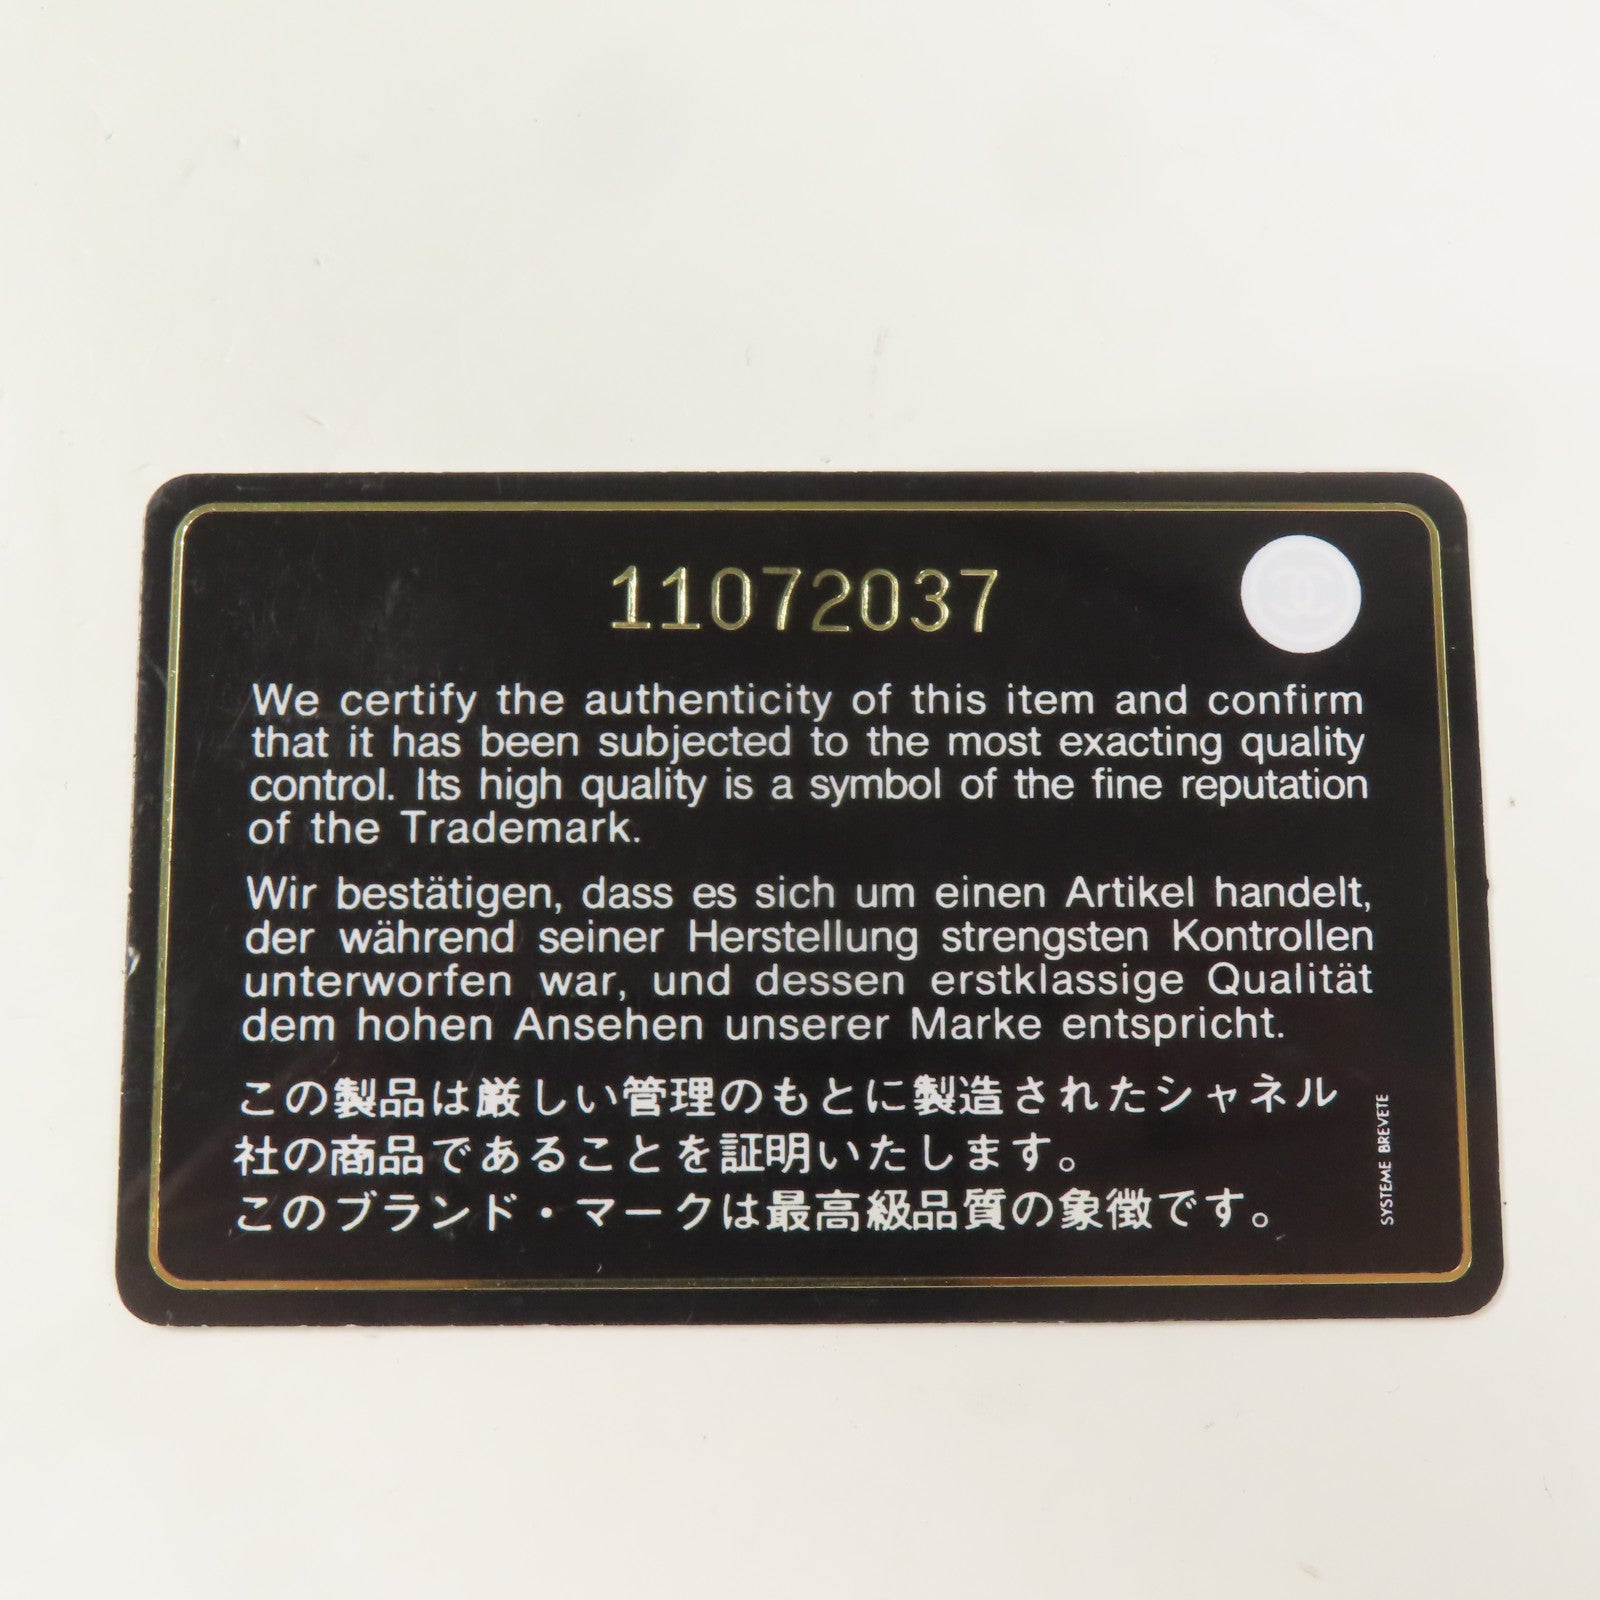 11072037
We certify the authenticity of this item and confirm
that it has been subjected to the most exacting quality
control. Its high quality is a symbol of the fine reputation
of the Trademark.
Wir bestätigen, dass es sich um einen Artikel handelt,
der während seiner Herstellung strengsten Kontrollen
unterworfen war, und dessen erstklassige Qualität
dem hohen Ansehen unserer Marke entspricht.
この製品は厳しい管理のもとに製造されたシャネル
社の商品であることを証明いたします。
このブランド・マークは最高級品質の象徴です。
SYSTEME BREVETE